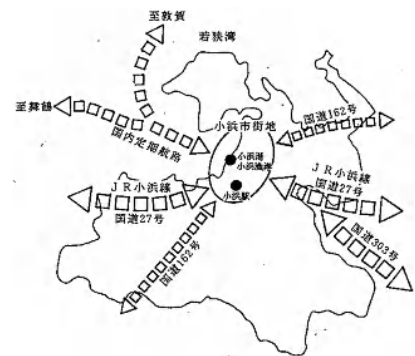 至敦賀
若狭湾
至舞鶴
国道162号
小浜市街地
国内定期航路
小浜港
小浜漁港
JR小浜線
国道27号
JR小浜線
国道27号
小浜駅
国道303号
国道162号